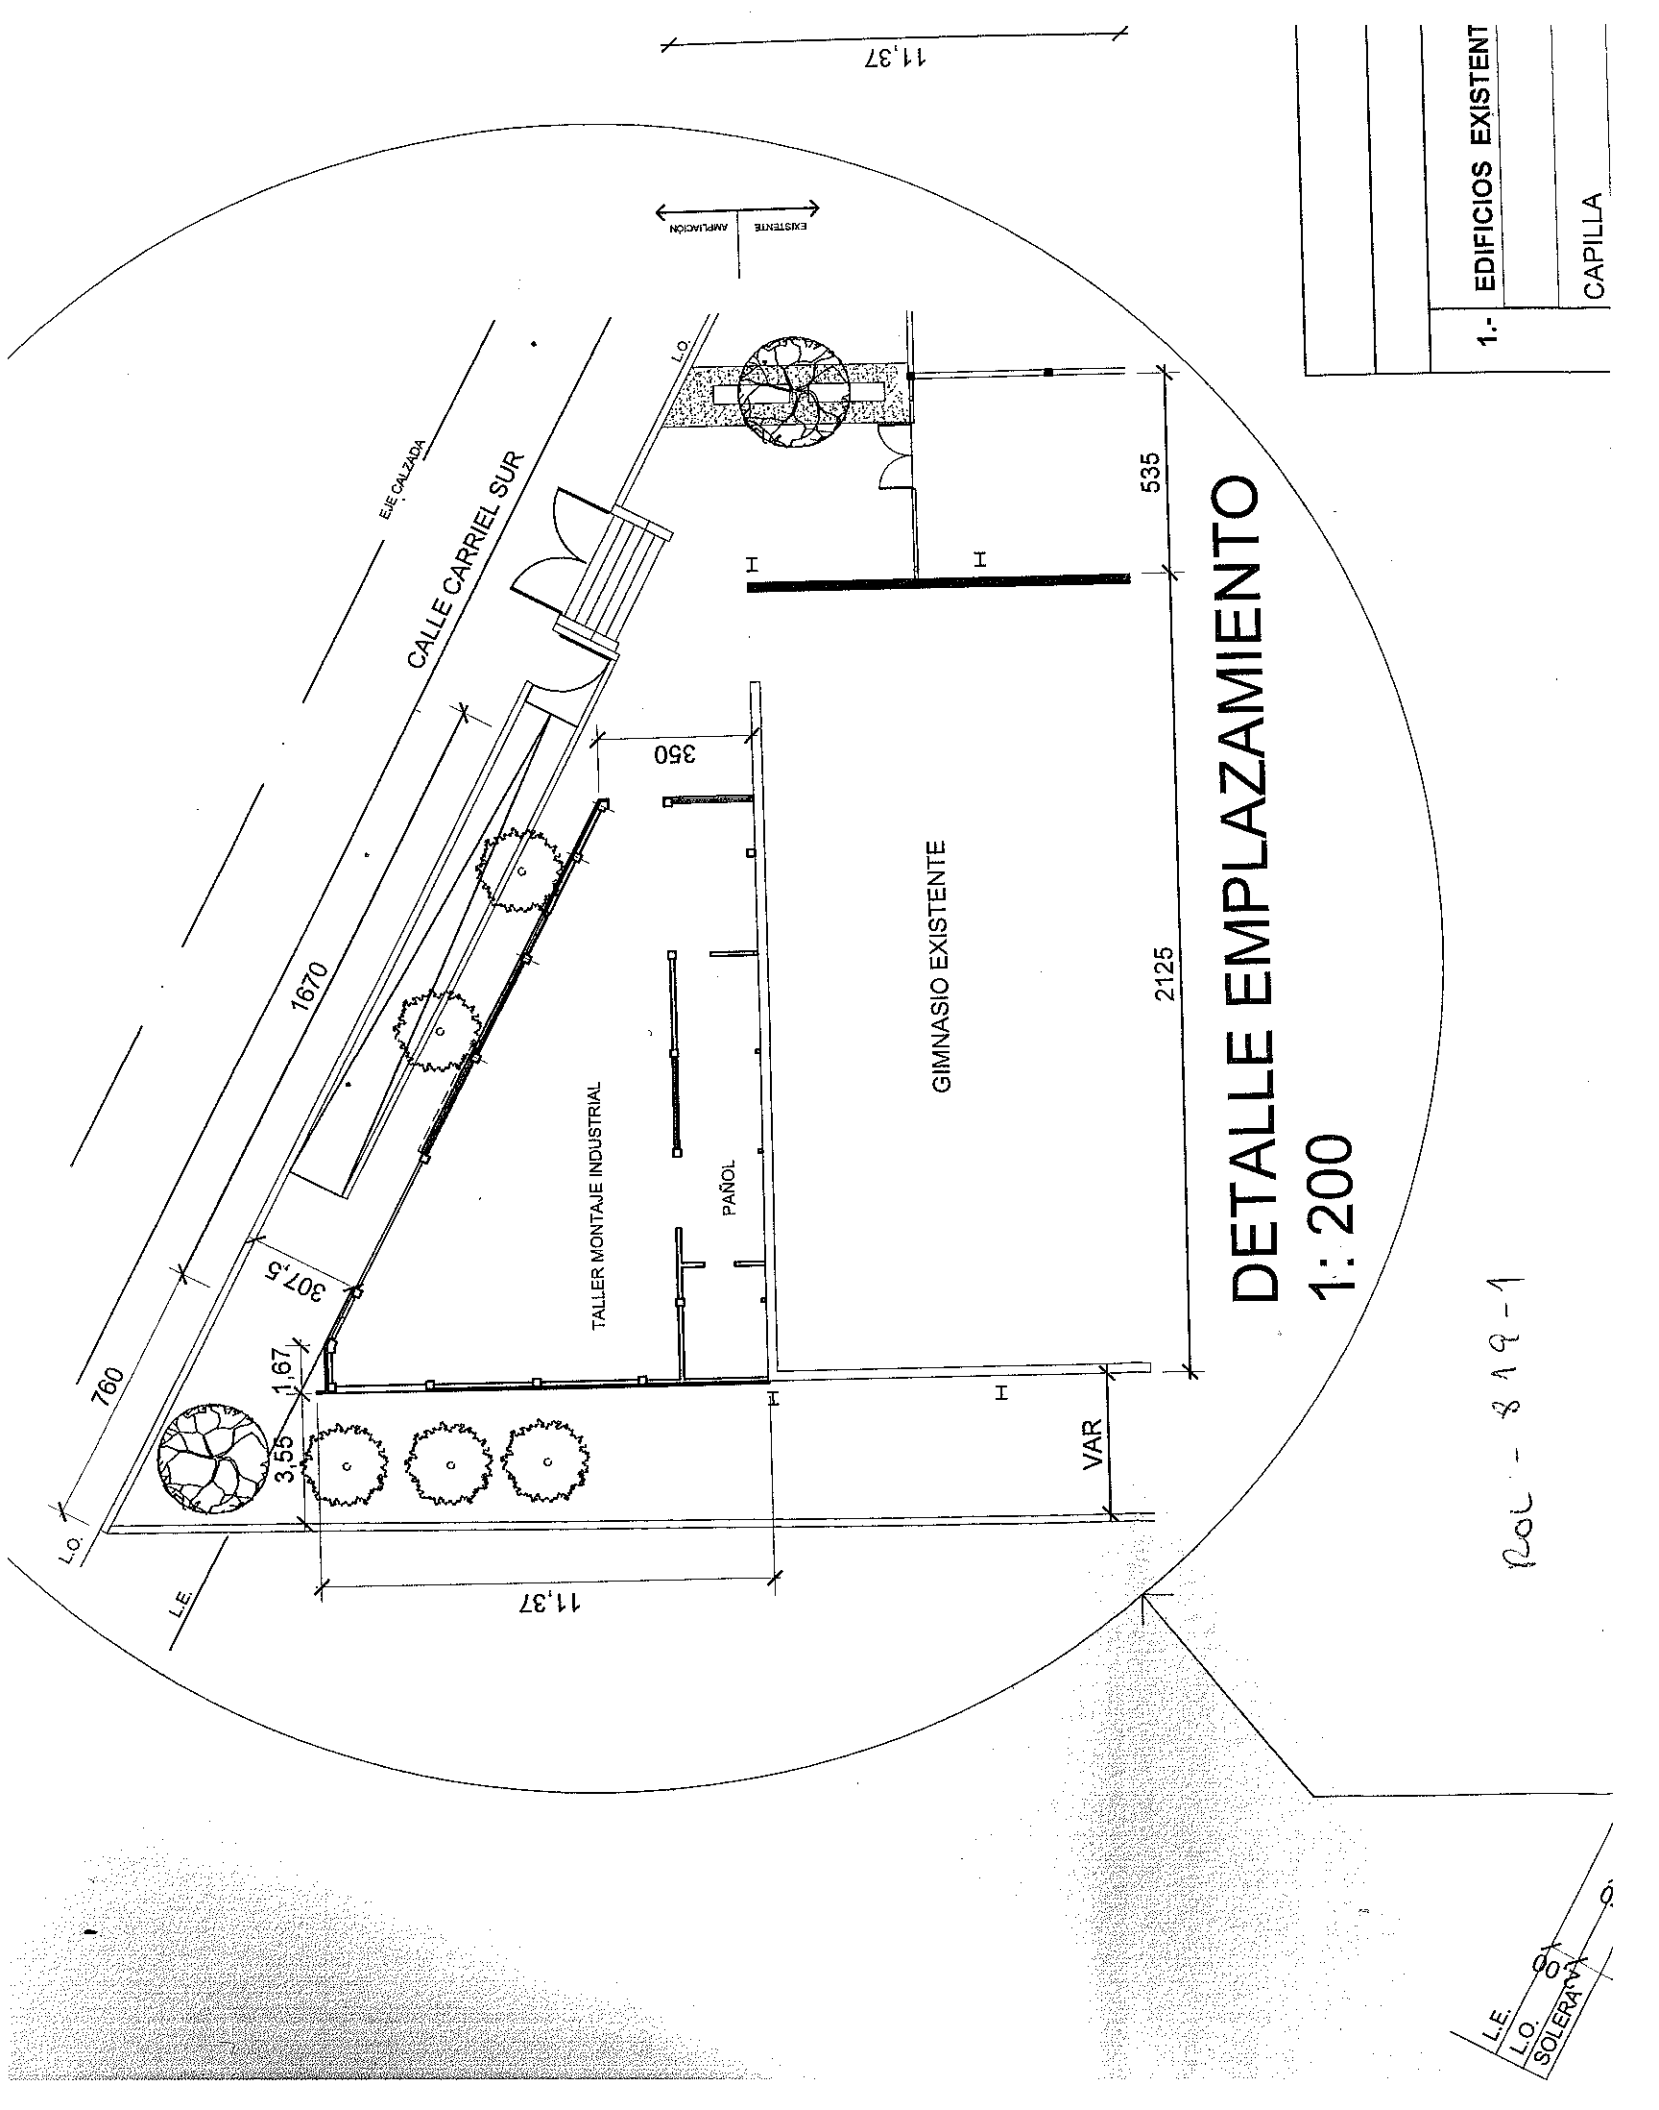 11,37
EXISTENTE
AMPLIACIÓN
L.O.
EJE CALZADA
CALLE CARRIEL SUR
1670
760
307,5
1,67
3,55
L.O.
L.E.
350
TALLER MONTAJE INDUSTRIAL
PAÑOL
GIMNASIO EXISTENTE
535
2125
VAR
11,37
I
I
I
I
DETALLE EMPLAZAMIENTO
1: 200
1.- EDIFICIOS EXISTENT
CAPILLA
ROL - 819-1
L.E.
L.O.
SOLERA